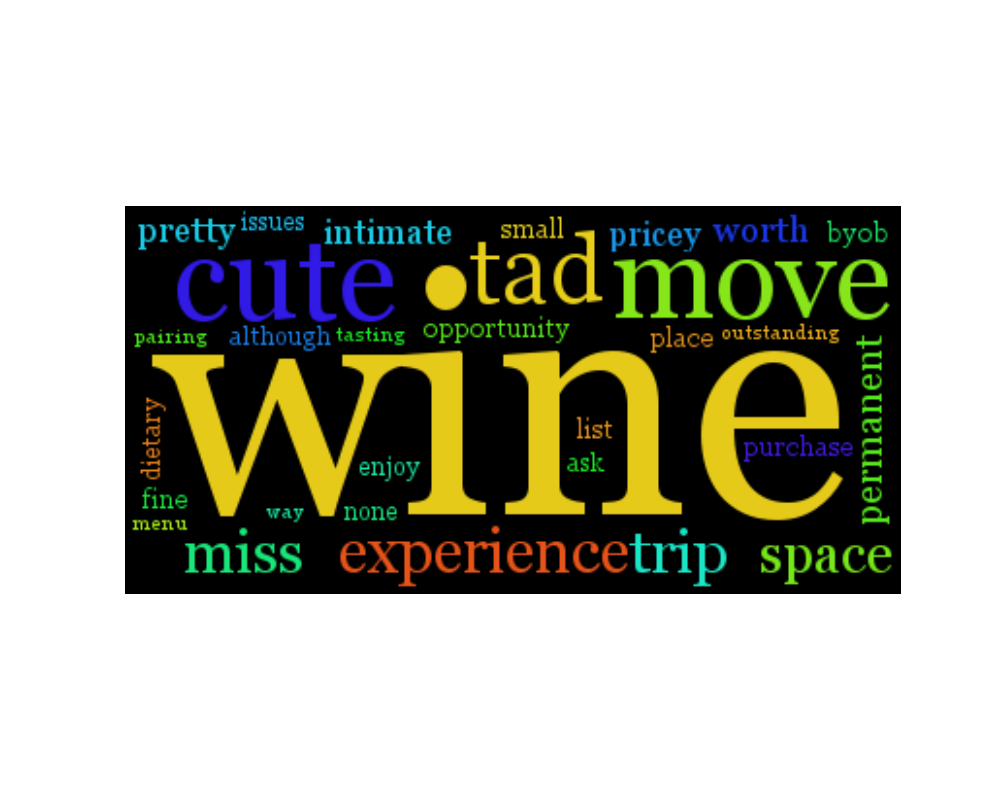 pretty issues intimate small pricey worth byob
cute tad move
pairing although tasting opportunity place outstanding
wine
dietary
permanent
list
purchase
enjoy ask
fine
menu way none
miss experience trip space